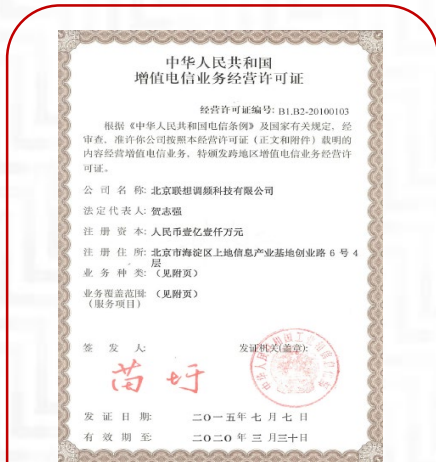 中华人民共和国
增值电信业务经营许可证
经营许可证编号: B1,B2-20100103
根据《中华人民共和国电信条例》及国家有关规定，经
审查，准许你公司按照本经营许可证（正文和附件）载明的
内容经营增值电信业务，特颁发跨地区增值电信业务经营许
可证。
公司名称: 北京联想调频科技有限公司
法定代表人: 贺志强
注册资本: 人民币壹亿壹仟万元
注册住所: 北京市海淀区上地信息产业基地创业路 6 号 4
层
业务种类: （见附页）
业务覆盖范围: （见附页）
（服务项目）
签发人:
发证机关(盖章):
苗圩
发证日期: 二〇一五年七月七日
有效期至: 二〇二〇年三月三十日